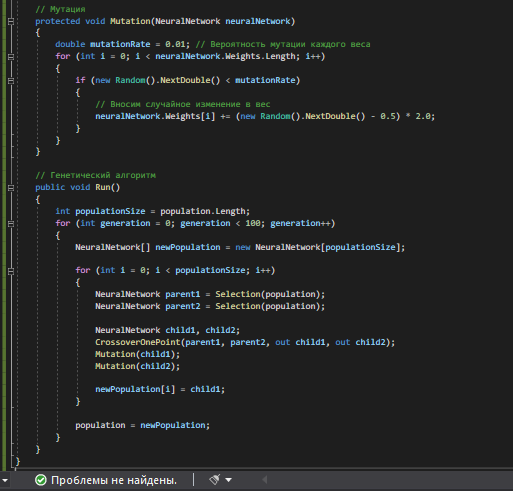 // Мутация
protected void Mutation(NeuralNetwork neuralNetwork)
{
double mutationRate = 0.01; // Вероятность мутации каждого веса
for (int i = 0; i < neuralNetwork.Weights.Length; i++)
{
if (new Random().NextDouble() < mutationRate)
{
// Вносим случайное изменение в вес
neuralNetwork.Weights[i] += (new Random().NextDouble() - 0.5) * 2.0;
}
}
}
// Генетический алгоритм
public void Run()
{
int populationSize = population.Length;
for (int generation = 0; generation < 100; generation++)
{
NeuralNetwork[] newPopulation = new NeuralNetwork[populationSize];
for (int i = 0; i < populationSize; i++)
{
NeuralNetwork parent1 = Selection(population);
NeuralNetwork parent2 = Selection(population);
NeuralNetwork child1, child2;
CrossoverOnePoint(parent1, parent2, out child1, out child2);
Mutation(child1);
Mutation(child2);
newPopulation[i] = child1;
}
population = newPopulation;
}
}
}
Проблемы не найдены.